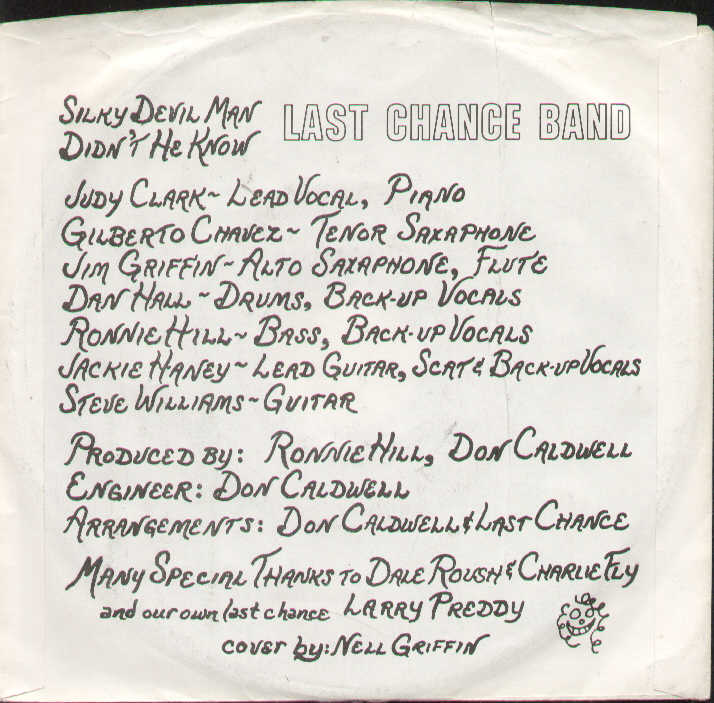 SILKY DEVIL MAN
DIDN'T HE KNOW
LAST CHANCE BAND
JUDY CLARK~ LEAD VOCAL, PIANO
GILBERTO CHAVEZ~ TENOR SAXAPHONE
JIM GRIFFIN~ALTO SAXAPHONE, FLUTE
DAN HALL ~ DRUMS, BACK-UP VOCALS
RONNIE HILL~ BASS, BACK-UP VOCALS
JACKIE HANEY~ LEAD GUITAR, SCAT & BACK-UP VOCALS
STEVE WILLIAMS~ GUITAR
PRODUCED BY: RONNIE HILL, DON CALDWELL
ENGINEER: DON CALDWELL
ARRANGEMENTS: DON CALDWELL & LAST CHANCE
MANY SPECIAL THANKS TO DALE ROUSH & CHARLIE FLY
and our own last chance LARRY PREDDY
cover by: NELL GRIFFIN